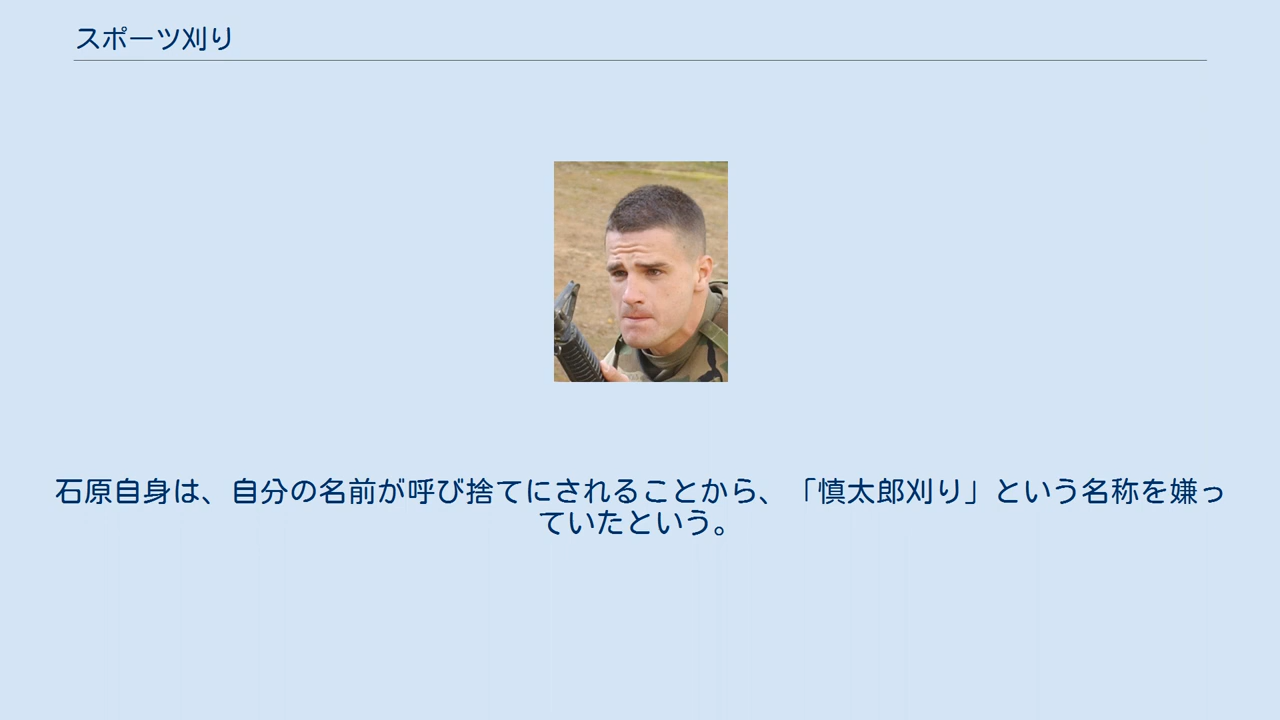 スポーツ刈り
石原自身は、自分の名前が呼び捨てにされることから、「慎太郎刈り」という名称を嫌っ
ていたという。